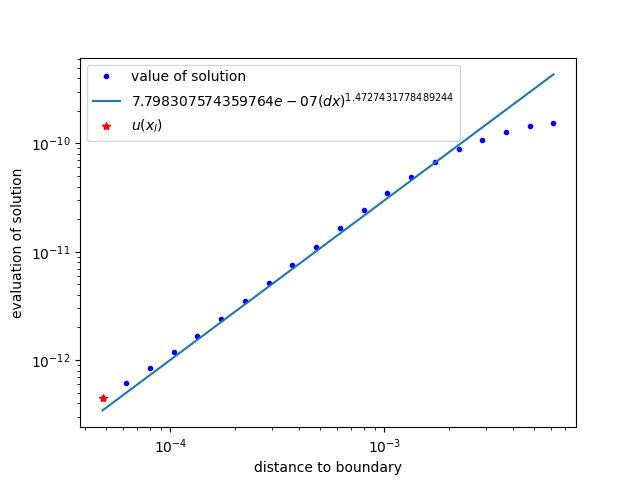 value of solution
7.798307574359764e − 07(dx)^1.4727431778489244
u(x_l)
10^−10
10^−11
10^−12
evaluation of solution
10^−4
10^−3
distance to boundary